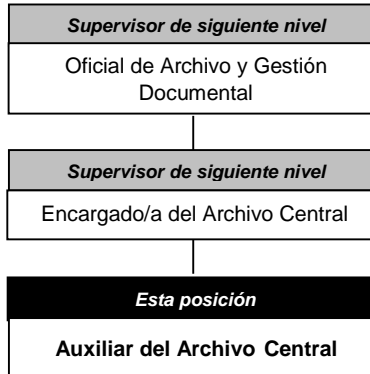 Supervisor de siguiente nivel
Oficial de Archivo y Gestión
Documental
Supervisor de siguiente nivel
Encargado/a del Archivo Central
Esta posición
Auxiliar del Archivo Central